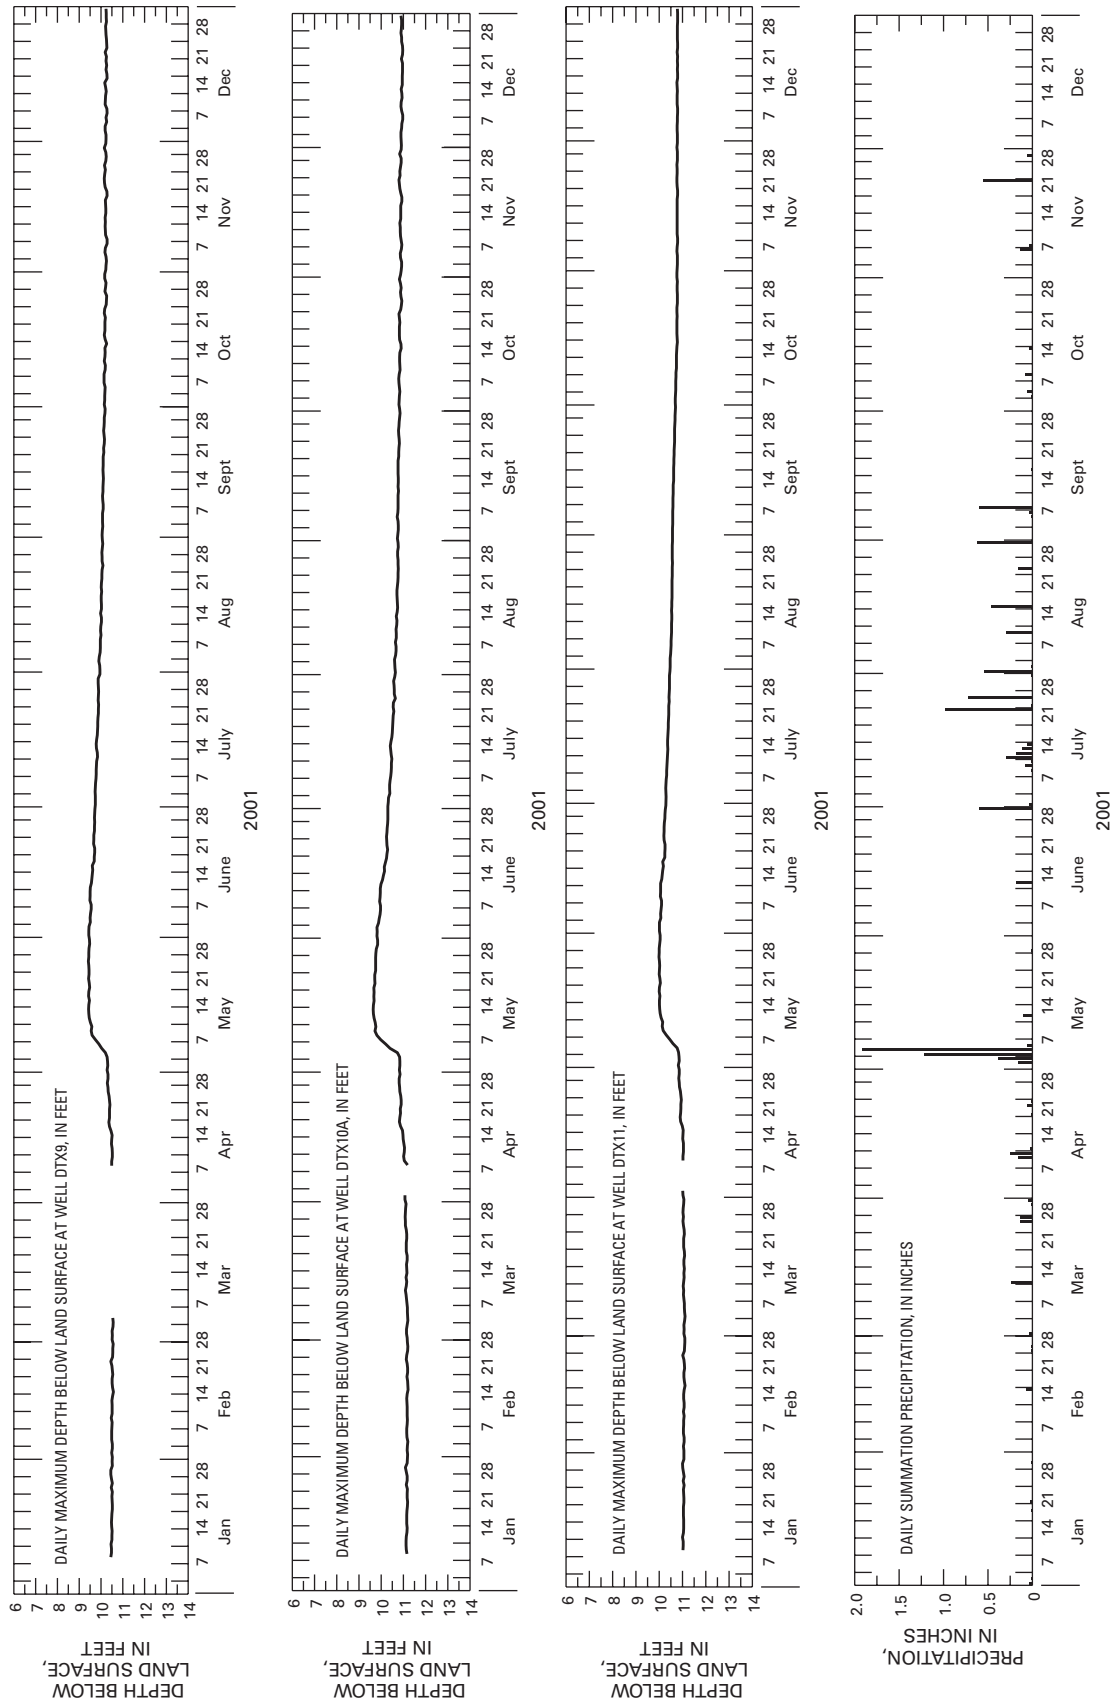 DEPTH BELOW
LAND SURFACE,
IN FEET
6
7
8
9
10
11
12
13
14
DAILY MAXIMUM DEPTH BELOW LAND SURFACE AT WELL DTX9, IN FEET
7 14 21 28 7 14 21 28 7 14 21 28 7 14 21 28 7 14 21 28 7 14 21 28 7 14 21 28 7 14 21 28 7 14 21 28 7 14 21 28 7 14 21 28 7 14 21 28
Jan Feb Mar Apr May June July Aug Sept Oct Nov Dec
2001
DEPTH BELOW
LAND SURFACE,
IN FEET
6
7
8
9
10
11
12
13
14
DAILY MAXIMUM DEPTH BELOW LAND SURFACE AT WELL DTX10A, IN FEET
7 14 21 28 7 14 21 28 7 14 21 28 7 14 21 28 7 14 21 28 7 14 21 28 7 14 21 28 7 14 21 28 7 14 21 28 7 14 21 28 7 14 21 28 7 14 21 28
Jan Feb Mar Apr May June July Aug Sept Oct Nov Dec
2001
DEPTH BELOW
LAND SURFACE,
IN FEET
6
7
8
9
10
11
12
13
14
DAILY MAXIMUM DEPTH BELOW LAND SURFACE AT WELL DTX11, IN FEET
7 14 21 28 7 14 21 28 7 14 21 28 7 14 21 28 7 14 21 28 7 14 21 28 7 14 21 28 7 14 21 28 7 14 21 28 7 14 21 28 7 14 21 28 7 14 21 28
Jan Feb Mar Apr May June July Aug Sept Oct Nov Dec
2001
PRECIPITATION,
IN INCHES
2.0
1.5
1.0
0.5
0
DAILY SUMMATION PRECIPITATION, IN INCHES
7 14 21 28 7 14 21 28 7 14 21 28 7 14 21 28 7 14 21 28 7 14 21 28 7 14 21 28 7 14 21 28 7 14 21 28 7 14 21 28 7 14 21 28 7 14 21 28
Jan Feb Mar Apr May June July Aug Sept Oct Nov Dec
2001